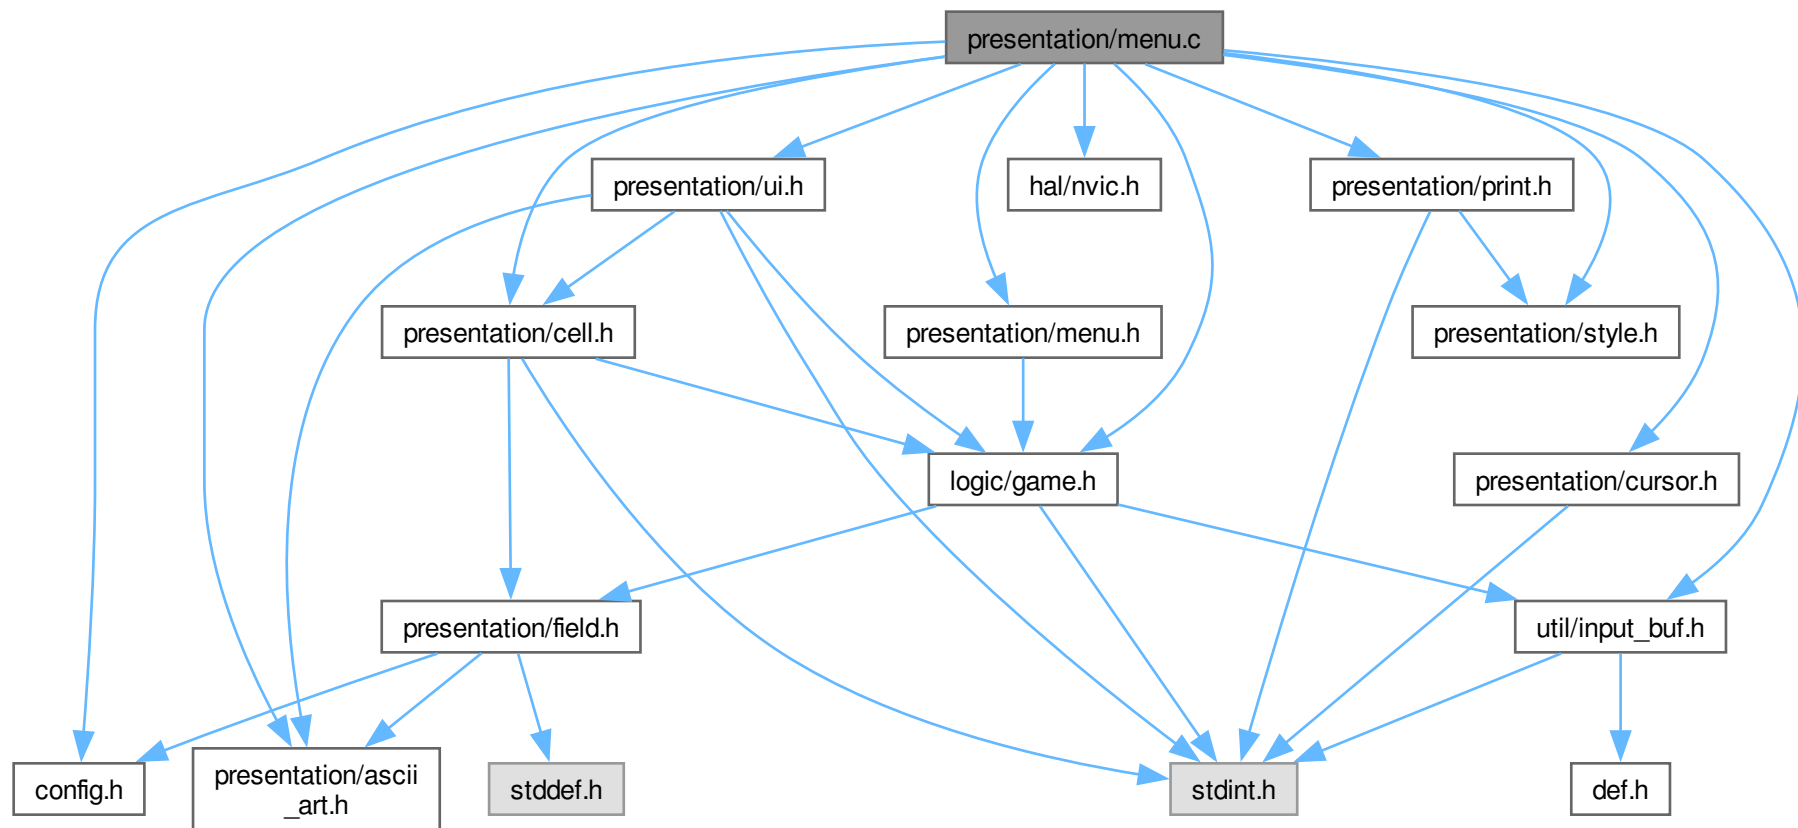 presentation/menu.c
presentation/ui.h
hal/nvic.h
presentation/print.h
presentation/cell.h
presentation/menu.h
presentation/style.h
logic/game.h
presentation/cursor.h
presentation/field.h
util/input_buf.h
config.h
presentation/ascii
_art.h
stddef.h
stdint.h
def.h